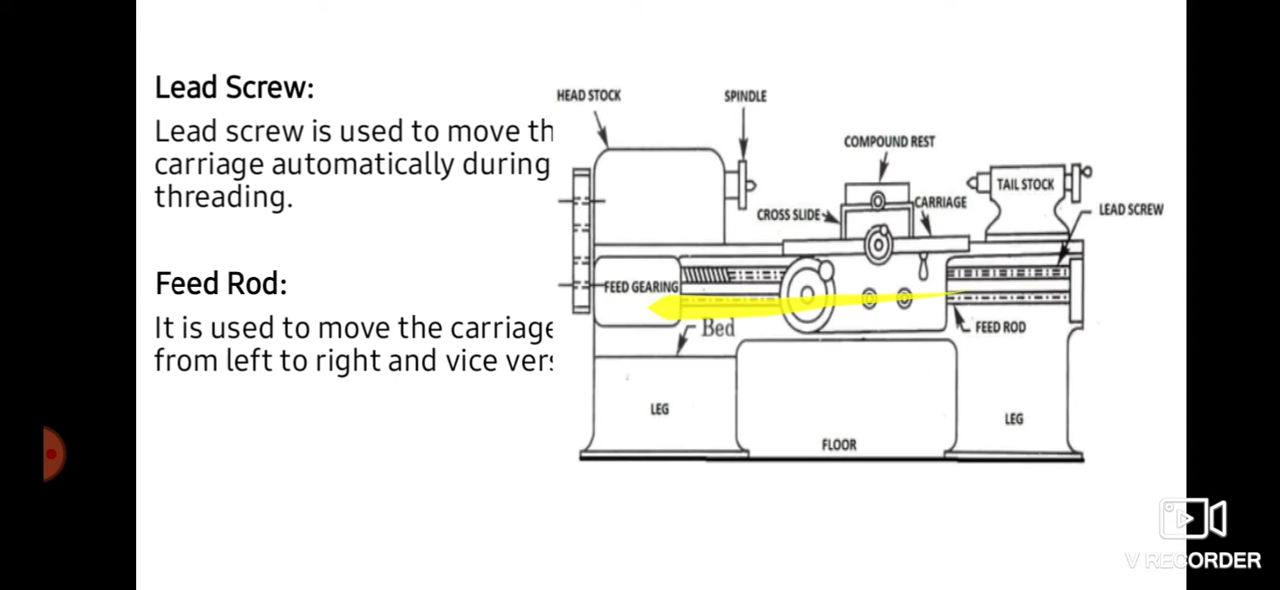 Lead Screw:
Lead screw is used to move th
carriage automatically during
threading.
Feed Rod:
It is used to move the carriage
from left to right and vice vers
HEAD STOCK
SPINDLE
COMPOUND REST
TAIL STOCK
CROSS SLIDE
CARRIAGE
LEAD SCREW
FEED GEARING
Bed
FEED ROD
LEG
LEG
FLOOR
V RECORDER